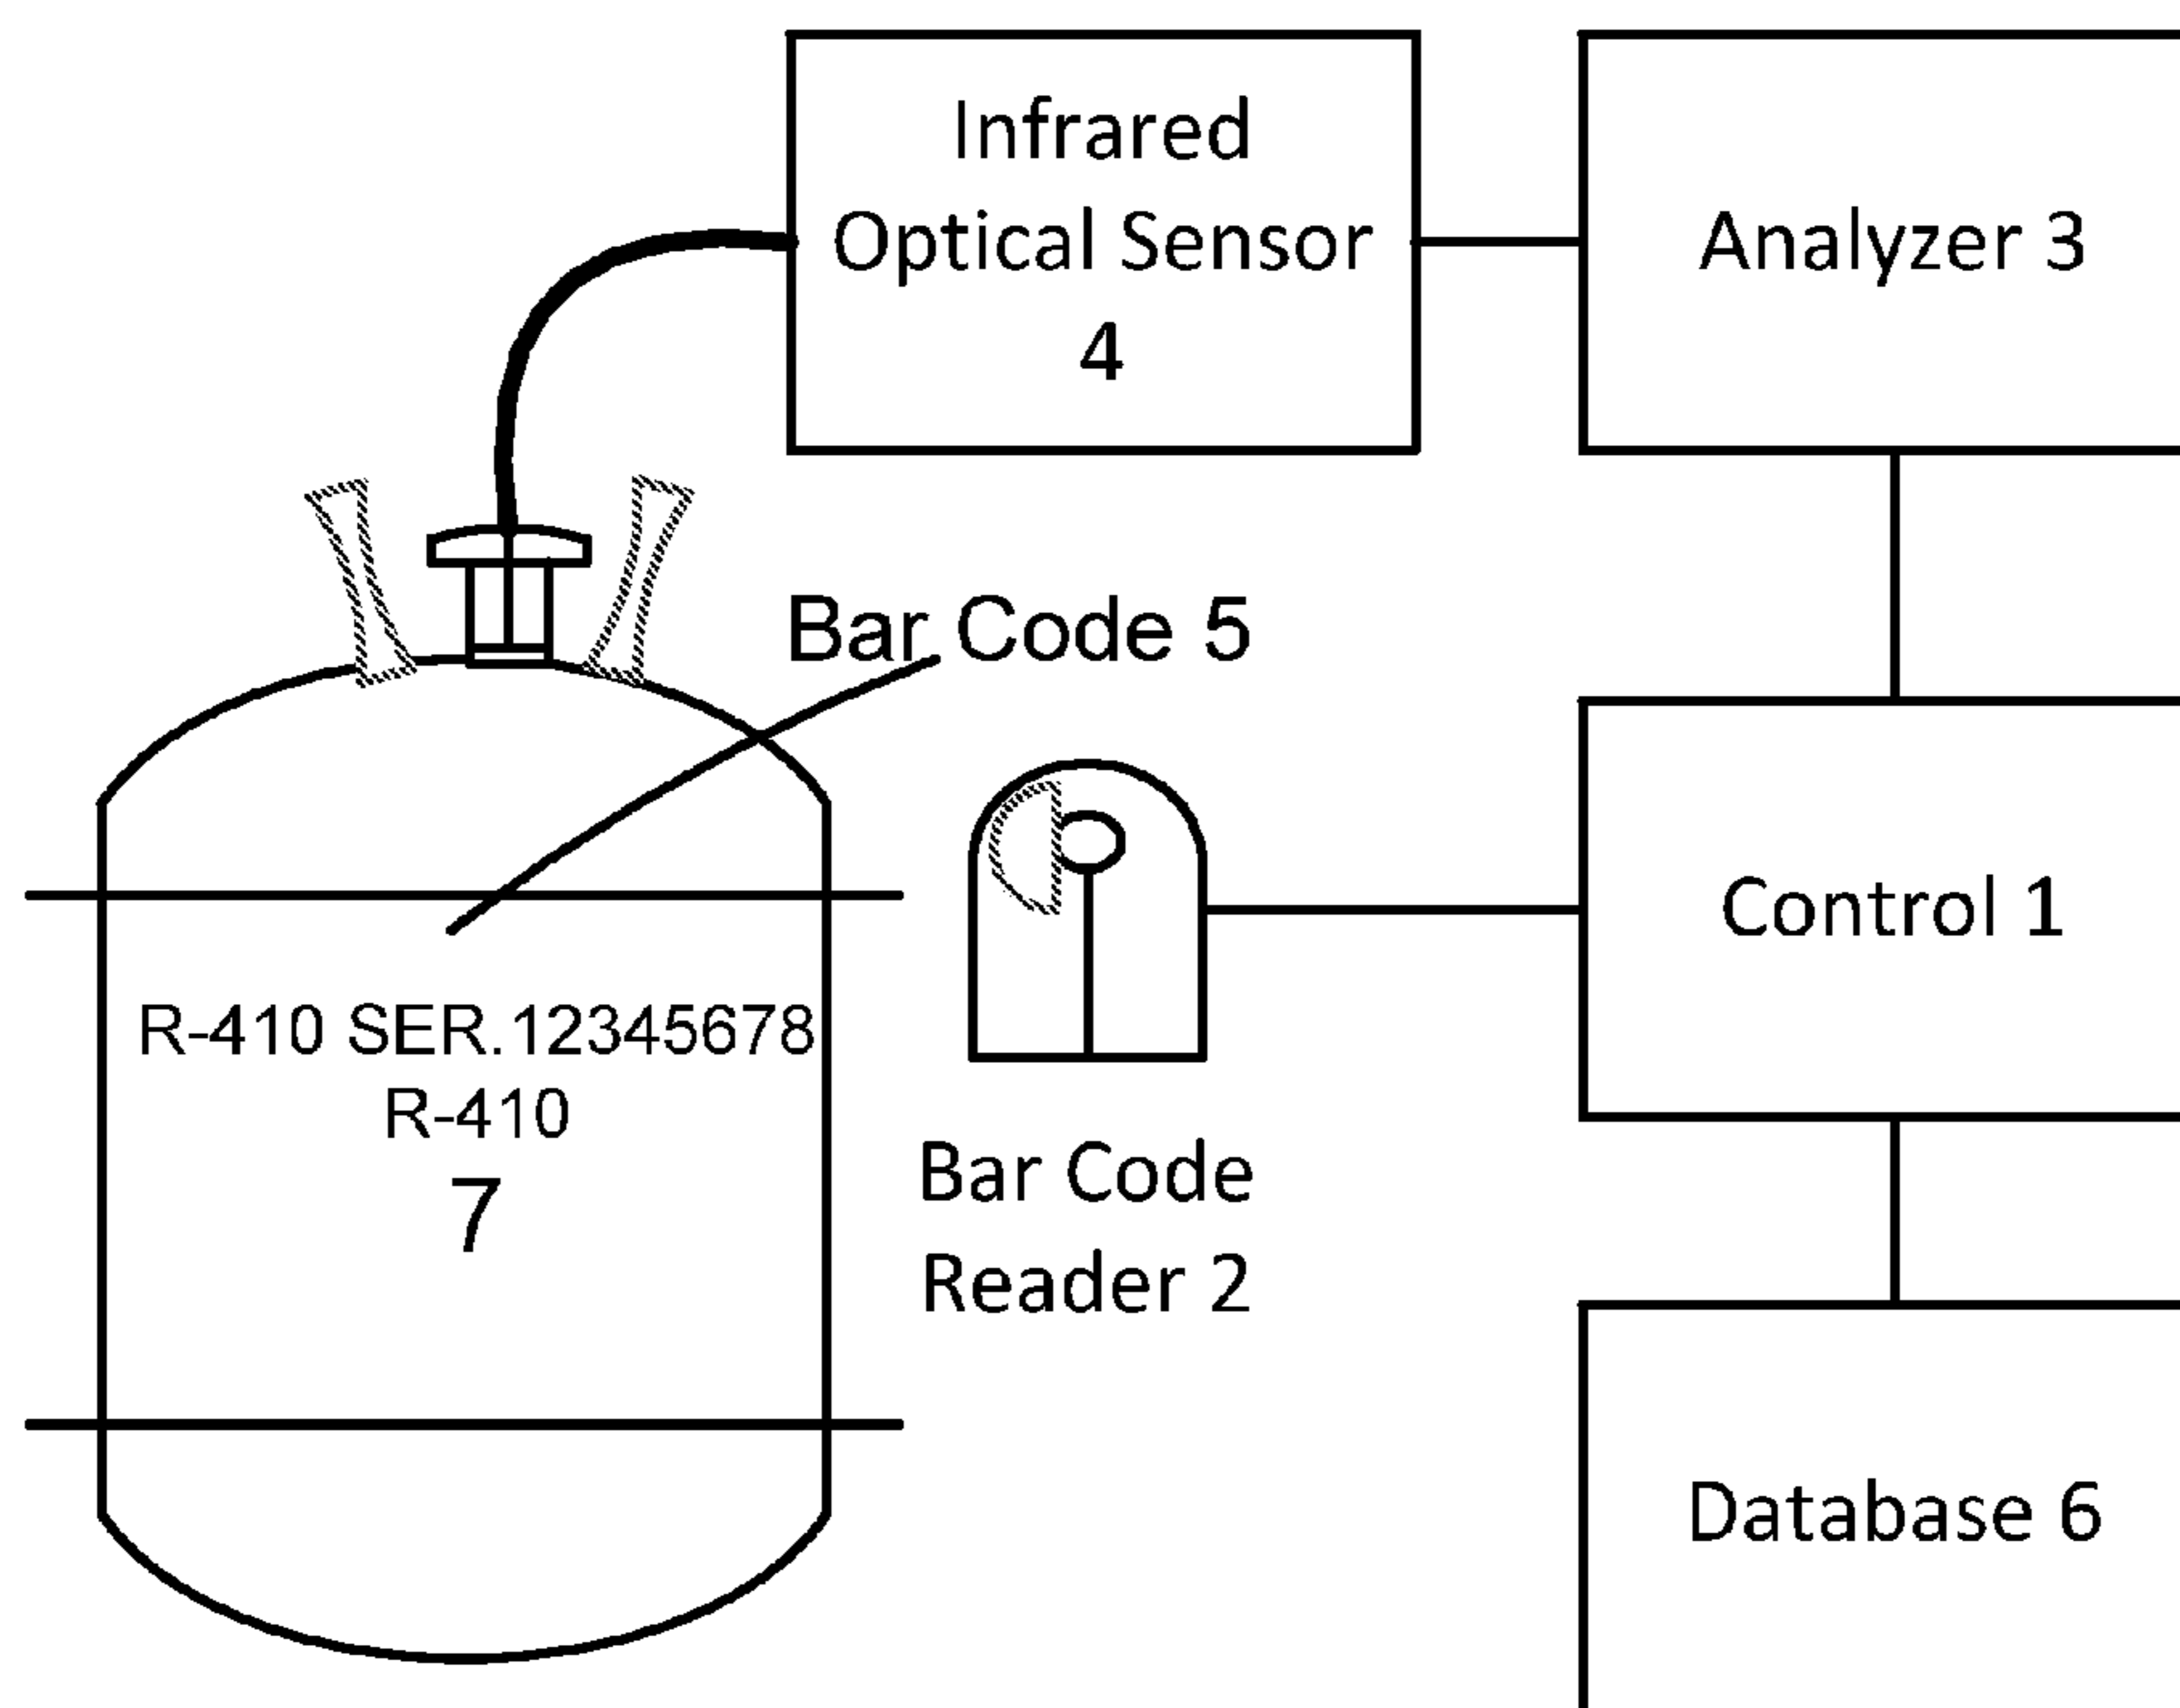 Infrared
Optical Sensor
4
Analyzer 3
Bar Code 5
Control 1
R-410 SER.12345678
R-410
7
Bar Code
Reader 2
Database 6